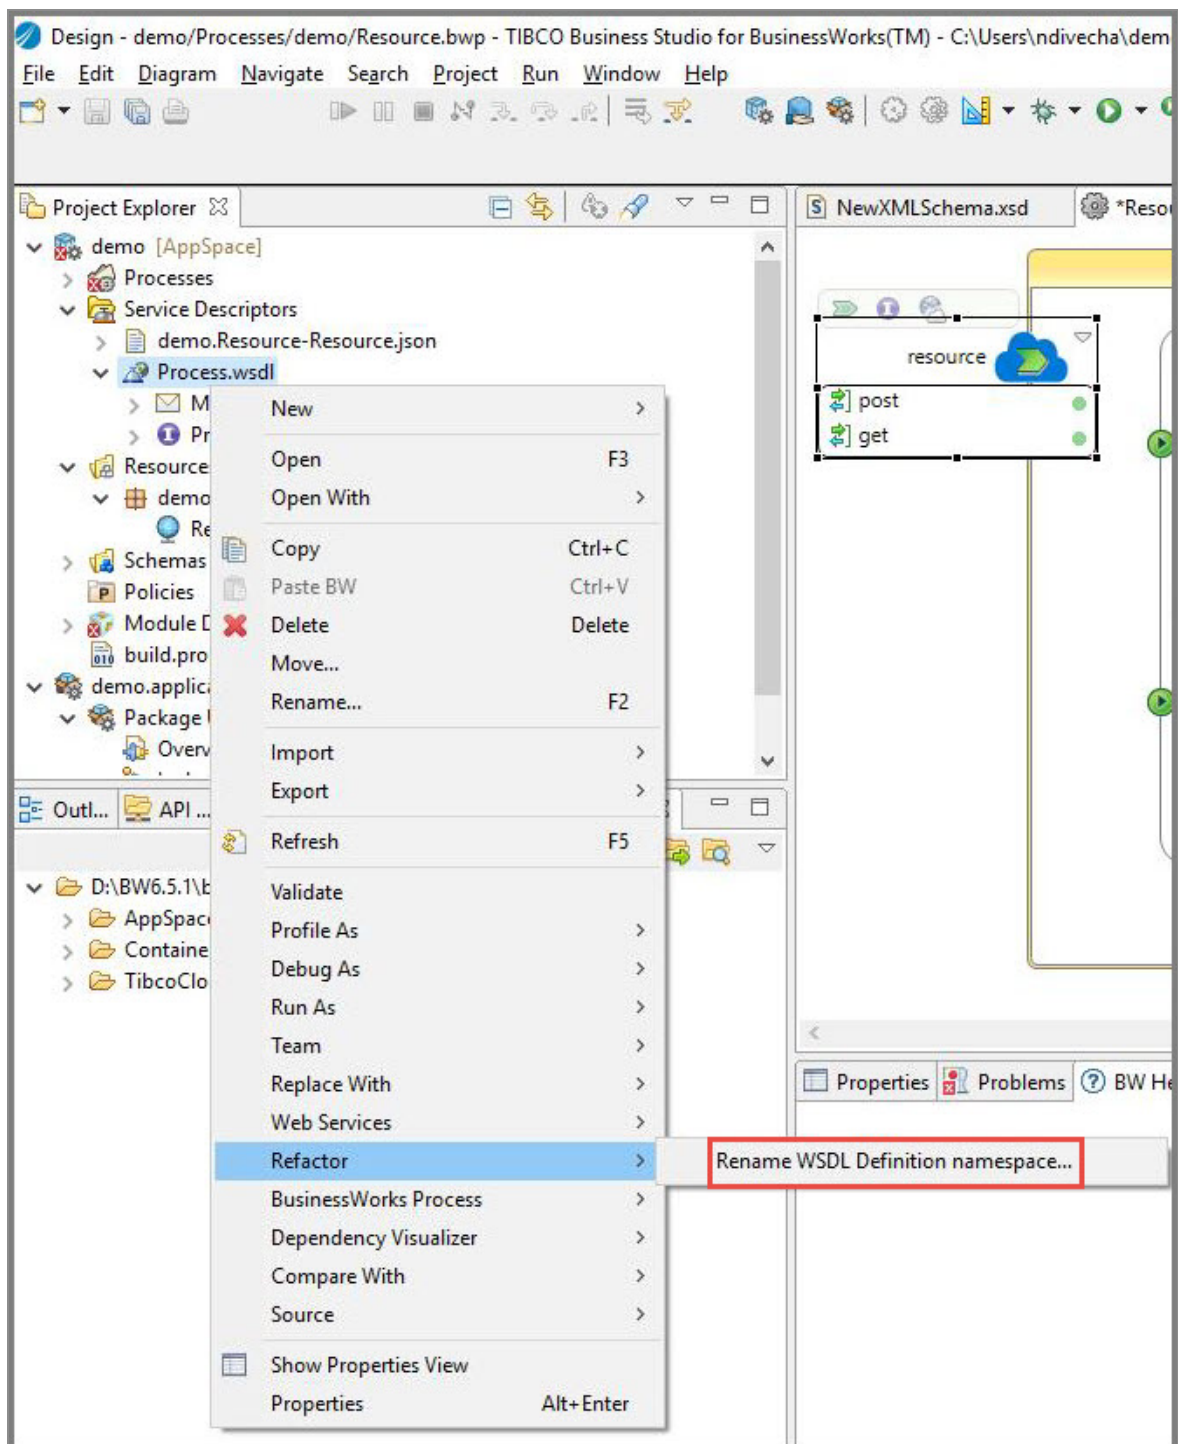 Design - demo/Processes/demo/Resource.bwp - TIBCO Business Studio for BusinessWorks(TM) - C:\Users\ndivecha\dem
File Edit Diagram Navigate Search Project Run Window Help
Project Explorer
NewXMLSchema.xsd
*Reso
demo [AppSpace]
Processes
Service Descriptors
demo.Resource-Resource.json
Process.wsdl
M
Pr
Resource
demo
Re
Schemas
Policies
Module D
build.pro
demo.applica
Package U
Overv
resource
post
get
New
Open F3
Open With
Copy Ctrl+C
Paste BW Ctrl+V
Delete Delete
Move...
Rename... F2
Import
Export
Refresh F5
Validate
Profile As
Debug As
Run As
Team
Replace With
Web Services
Refactor
BusinessWorks Process
Dependency Visualizer
Compare With
Source
Show Properties View
Properties Alt+Enter
Rename WSDL Definition namespace...
Outl... API ...
D:\BW6.5.1\b
AppSpac
Containe
TibcoClo
Properties Problems BW He